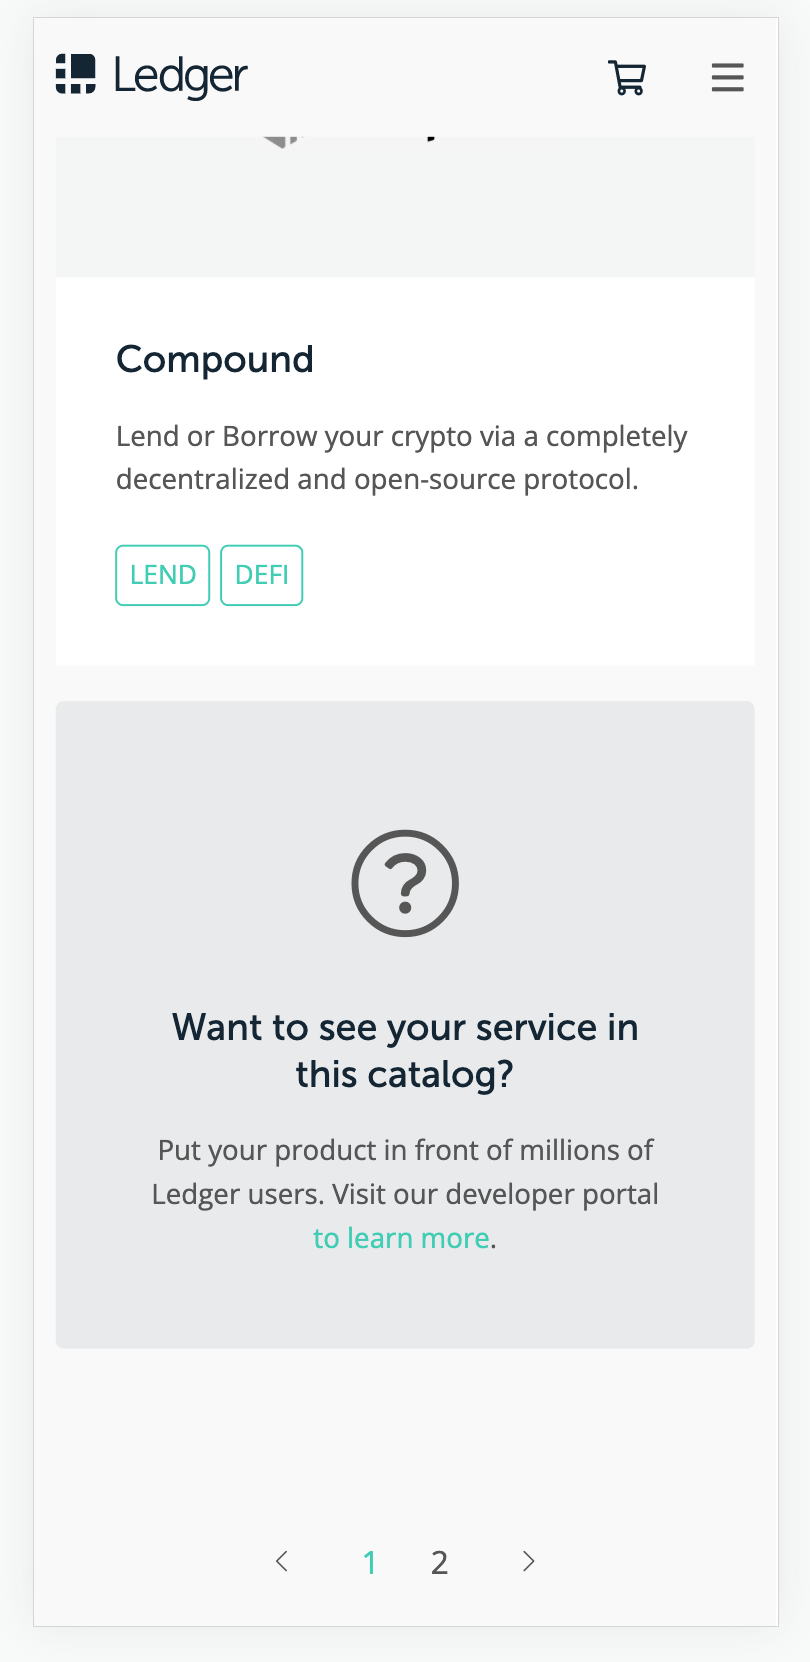 Ledger
Compound
Lend or Borrow your crypto via a completely
decentralized and open-source protocol.
LEND DEFI
Want to see your service in
this catalog?
Put your product in front of millions of
Ledger users. Visit our developer portal
to learn more.
1 2